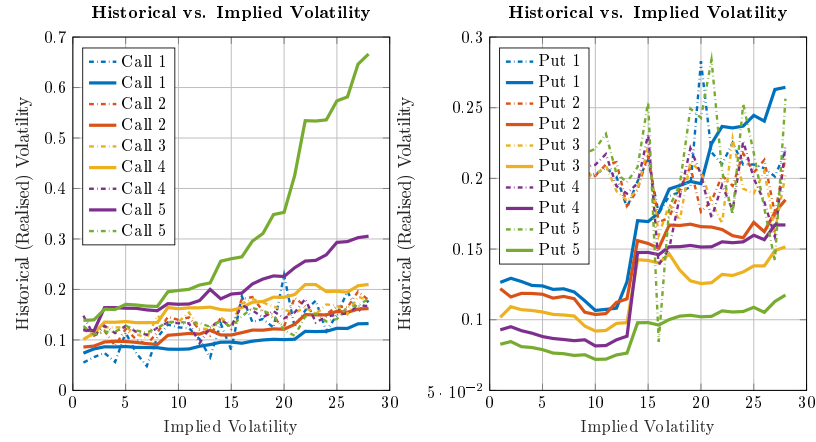 Historical vs. Implied Volatility
0.7
0.6
0.5
0.4
0.3
0.2
0.1
0
Historical (Realised) Volatility
Call 1
Call 1
Call 2
Call 2
Call 3
Call 4
Call 4
Call 5
Call 5
0 5 10 15 20 25 30
Implied Volatility
Historical vs. Implied Volatility
0.3
0.25
0.2
0.15
0.1
5 · 10⁻²
Historical (Realised) Volatility
Put 1
Put 1
Put 2
Put 2
Put 3
Put 3
Put 4
Put 4
Put 5
Put 5
0 5 10 15 20 25 30
Implied Volatility